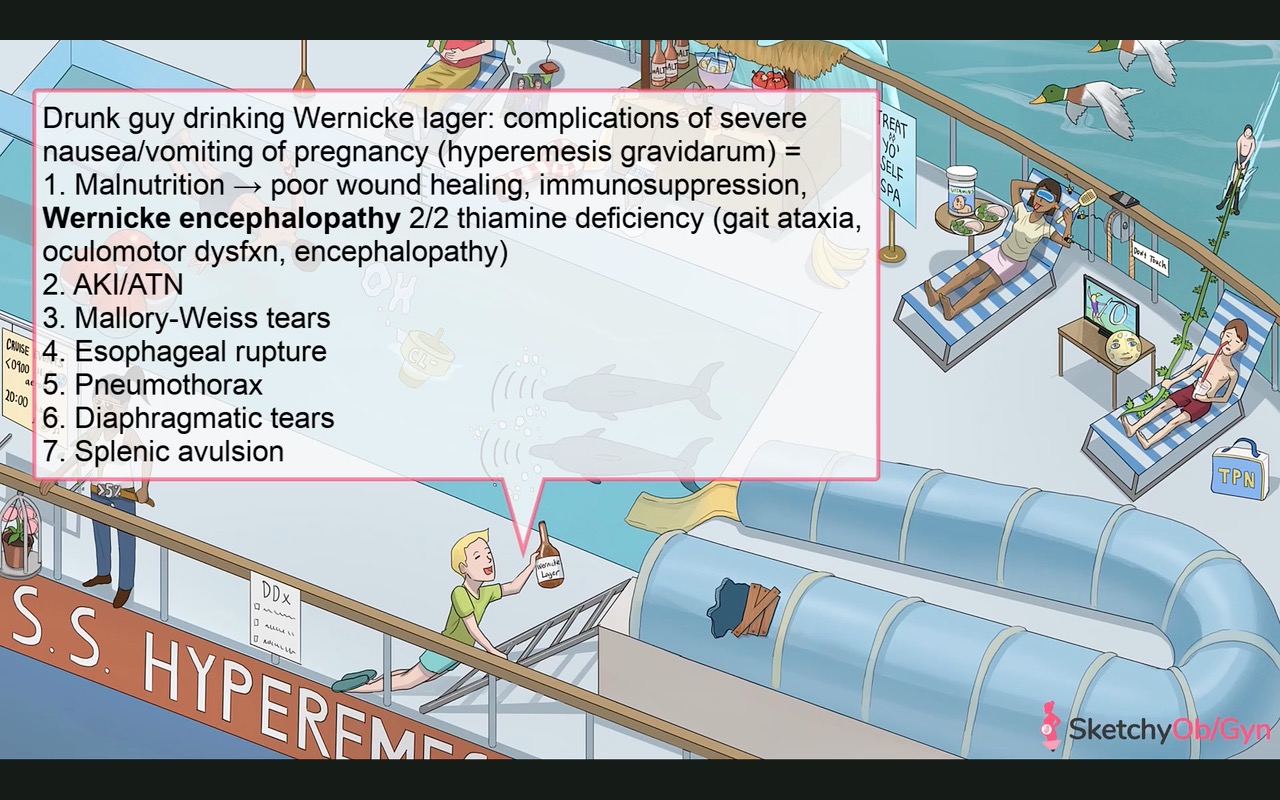 Drunk guy drinking Wernicke lager: complications of severe
nausea/vomiting of pregnancy (hyperemesis gravidarum) =
1. Malnutrition → poor wound healing, immunosuppression,
Wernicke encephalopathy 2/2 thiamine deficiency (gait ataxia,
oculomotor dysfxn, encephalopathy)
2. AKI/ATN
3. Mallory-Weiss tears
4. Esophageal rupture
5. Pneumothorax
6. Diaphragmatic tears
7. Splenic avulsion
TREAT
YO'
SELF
SPA
Don't Touch
TPN
CRUISE
<0900
20:00
>5%
OH
Wernicke
Lager
DDx
S.S. HYPEREMES
SketchyOb/Gyn